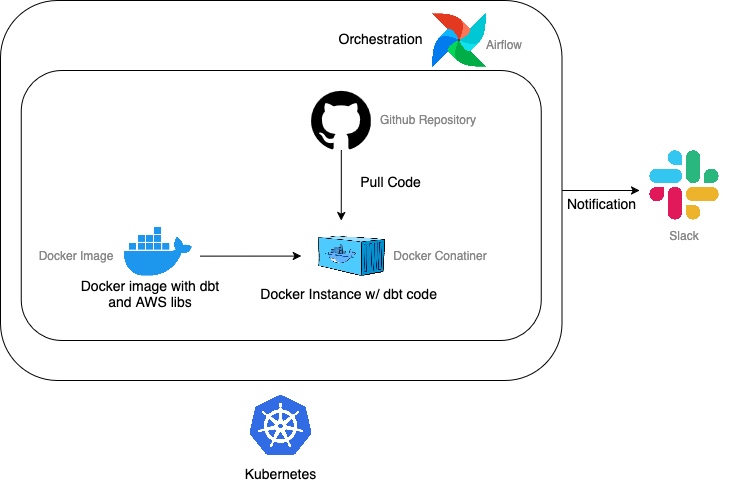 Orchestration
Airflow
Github Repository
Pull Code
Notification
Slack
Docker Image
Docker Conatiner
Docker image with dbt
and AWS libs
Docker Instance w/ dbt code
Kubernetes